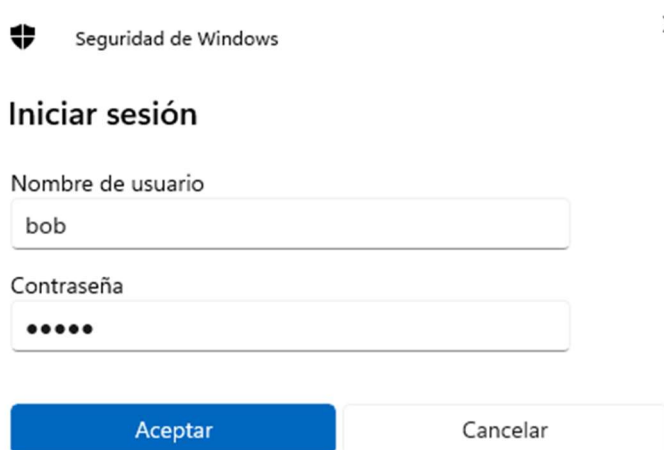 Seguridad de Windows
Iniciar sesión
Nombre de usuario
bob
Contraseña
•••••
Aceptar
Cancelar